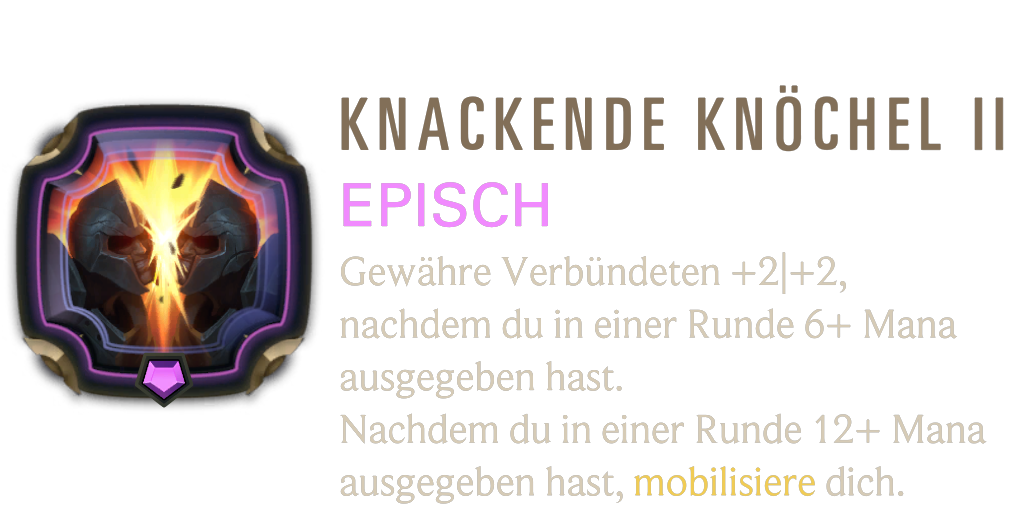 KNACKENDE KNÖCHEL II
EPISCH
Gewähre Verbündeten +2|+2,
nachdem du in einer Runde 6+ Mana
ausgegeben hast.
Nachdem du in einer Runde 12+ Mana
ausgegeben hast, mobilisiere dich.